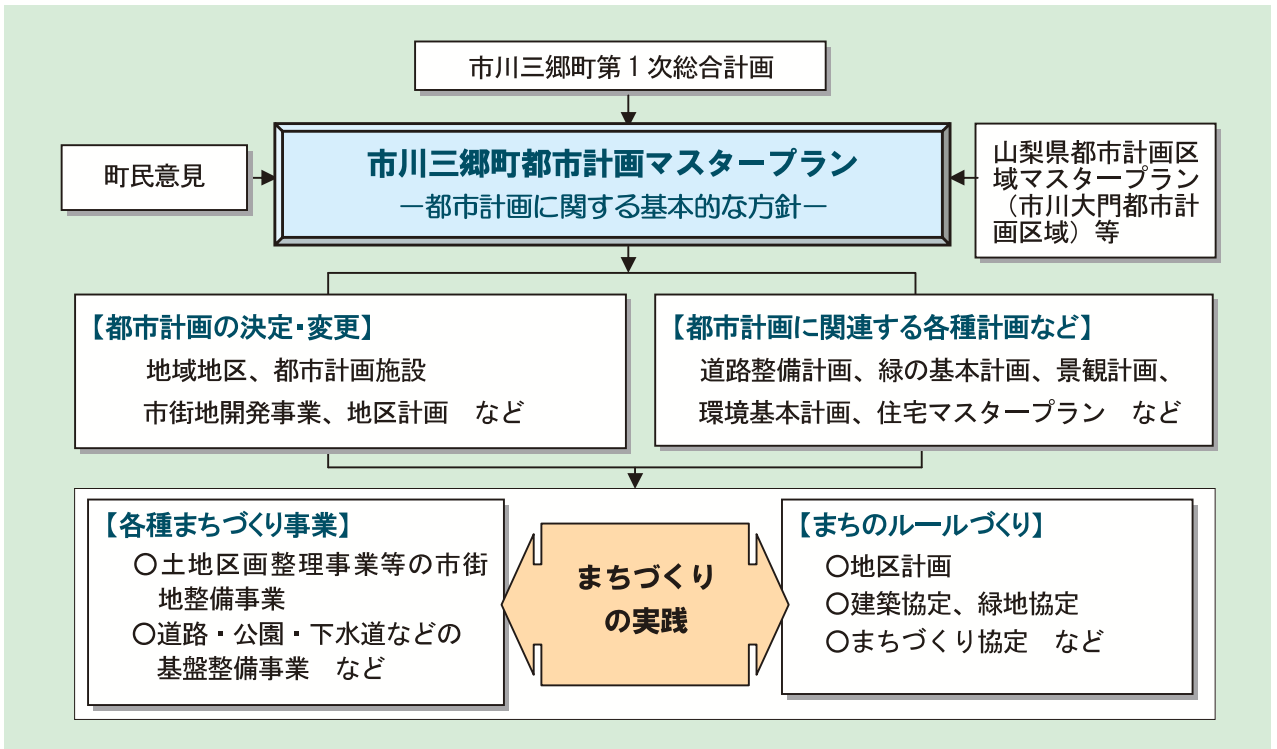 市川三郷町第1次総合計画
町民意見
市川三郷町都市計画マスタープラン
―都市計画に関する基本的な方針―
山梨県都市計画区
域マスタープラン
（市川大門都市計
画区域）等
【都市計画の決定・変更】
地域地区、都市計画施設
市街地開発事業、地区計画　など
【都市計画に関連する各種計画など】
道路整備計画、緑の基本計画、景観計画、
環境基本計画、住宅マスタープラン　など
【各種まちづくり事業】
○土地区画整理事業等の市街
地整備事業
○道路・公園・下水道などの
基盤整備事業　など
まちづくり
の実践
【まちのルールづくり】
○地区計画
○建築協定、緑地協定
○まちづくり協定　など